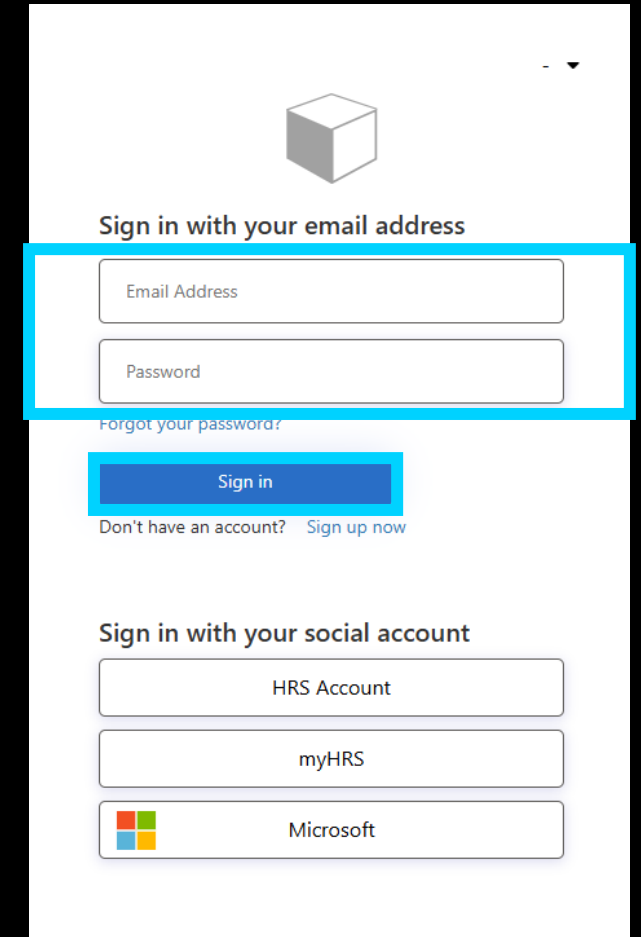 -
Sign in with your email address
Email Address
Password
Forgot your password?
Sign in
Don't have an account? Sign up now
Sign in with your social account
HRS Account
myHRS
Microsoft